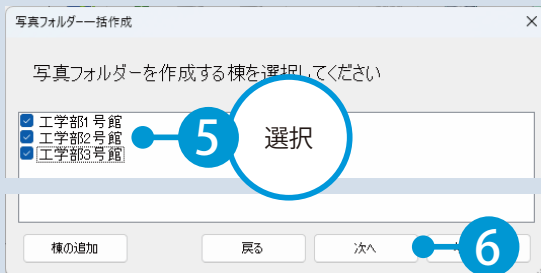 写真フォルダー一括作成
写真フォルダーを作成する棟を選択してください
工学部1号館
工学部2号館
工学部3号館
5
選択
棟の追加
戻る
次へ
6